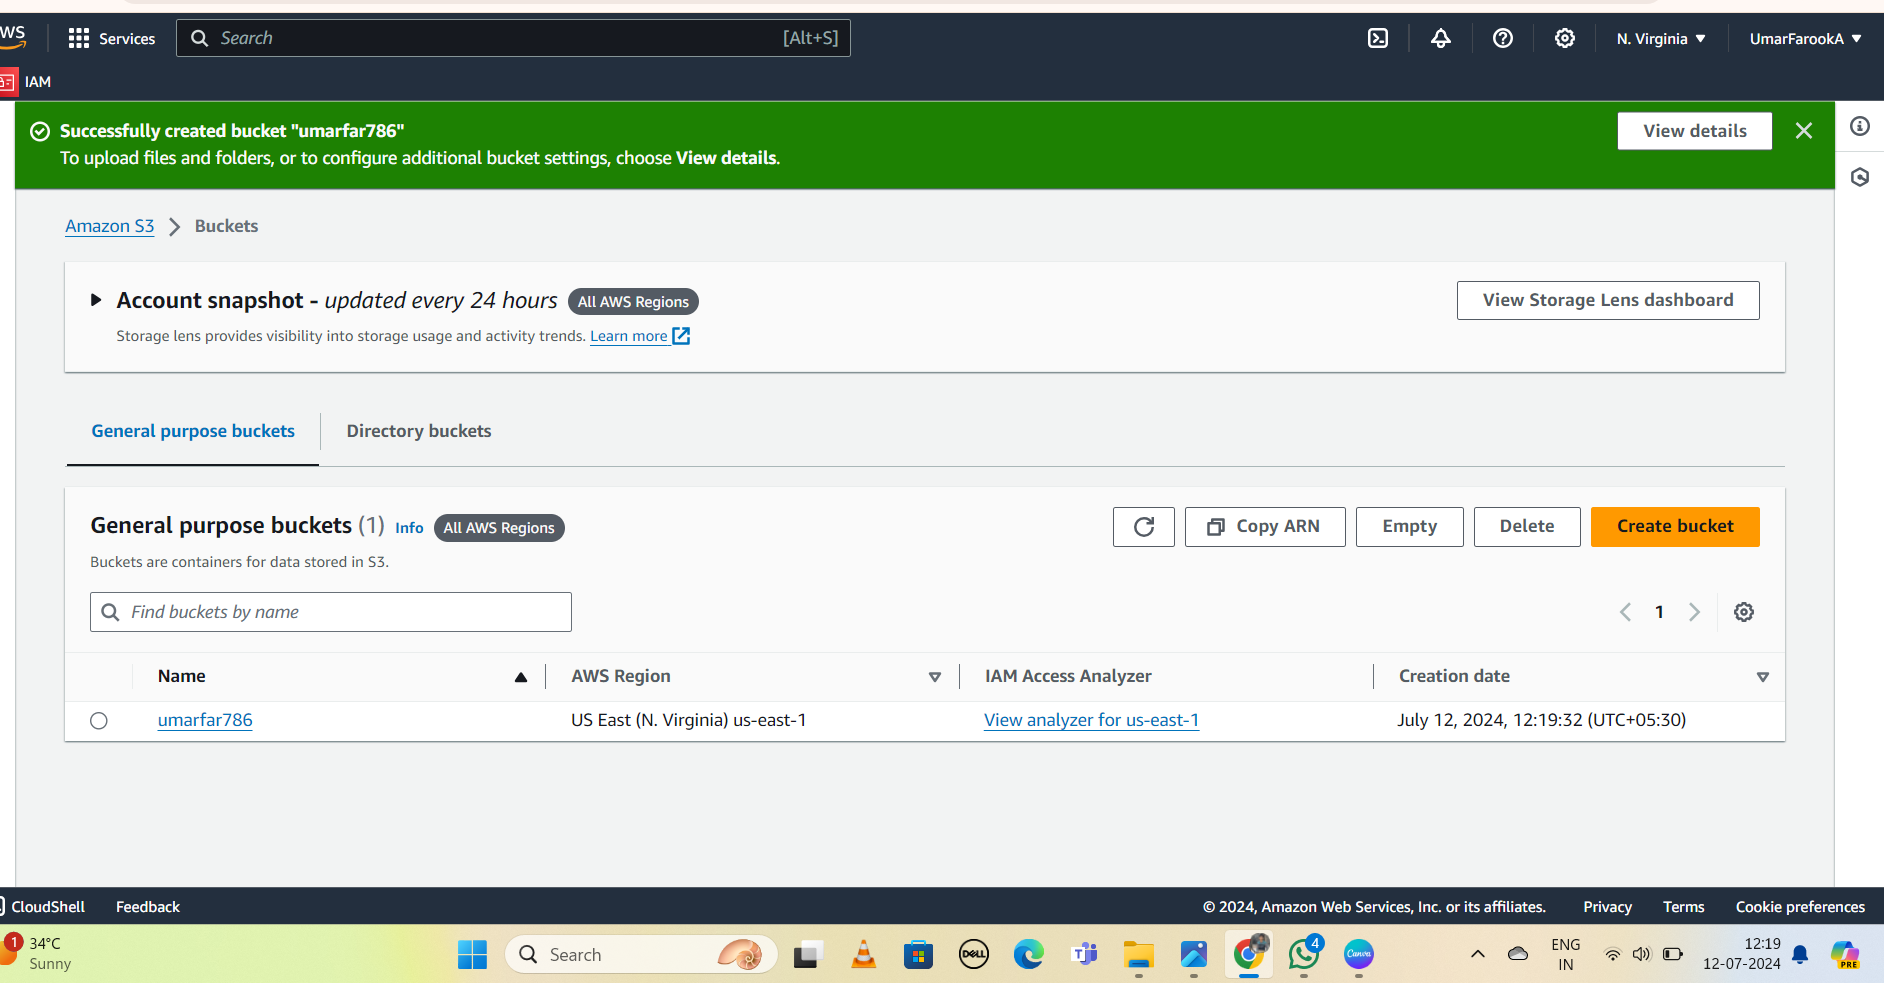 WS
Services
Search
[Alt+S]
N. Virginia
UmarFarookA
IAM
Successfully created bucket "umarfar786"
To upload files and folders, or to configure additional bucket settings, choose View details.
View details
Amazon S3
Buckets
Account snapshot - updated every 24 hours
All AWS Regions
View Storage Lens dashboard
Storage lens provides visibility into storage usage and activity trends. Learn more
General purpose buckets
Directory buckets
General purpose buckets (1) Info
All AWS Regions
Copy ARN
Empty
Delete
Create bucket
Buckets are containers for data stored in S3.
Find buckets by name
1
Name
AWS Region
IAM Access Analyzer
Creation date
umarfar786
US East (N. Virginia) us-east-1
View analyzer for us-east-1
July 12, 2024, 12:19:32 (UTC+05:30)
CloudShell
Feedback
© 2024, Amazon Web Services, Inc. or its affiliates.
Privacy
Terms
Cookie preferences
1
34°C
Sunny
Search
DELL
4
Canva
ENG
IN
12:19
12-07-2024
PRE